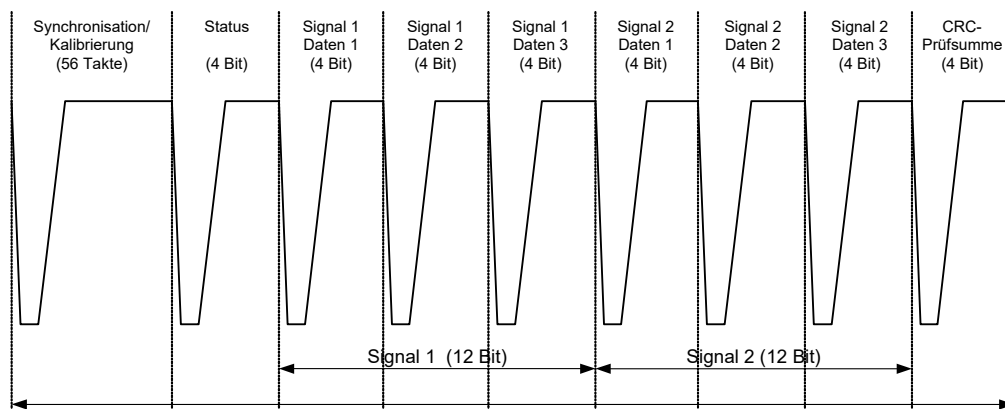 Synchronisation/
Kalibrierung
(56 Takte)
Status
(4 Bit)
Signal 1
Daten 1
(4 Bit)
Signal 1
Daten 2
(4 Bit)
Signal 1
Daten 3
(4 Bit)
Signal 2
Daten 1
(4 Bit)
Signal 2
Daten 2
(4 Bit)
Signal 2
Daten 3
(4 Bit)
CRC-
Prüfsumme
(4 Bit)
Signal 1 (12 Bit)
Signal 2 (12 Bit)